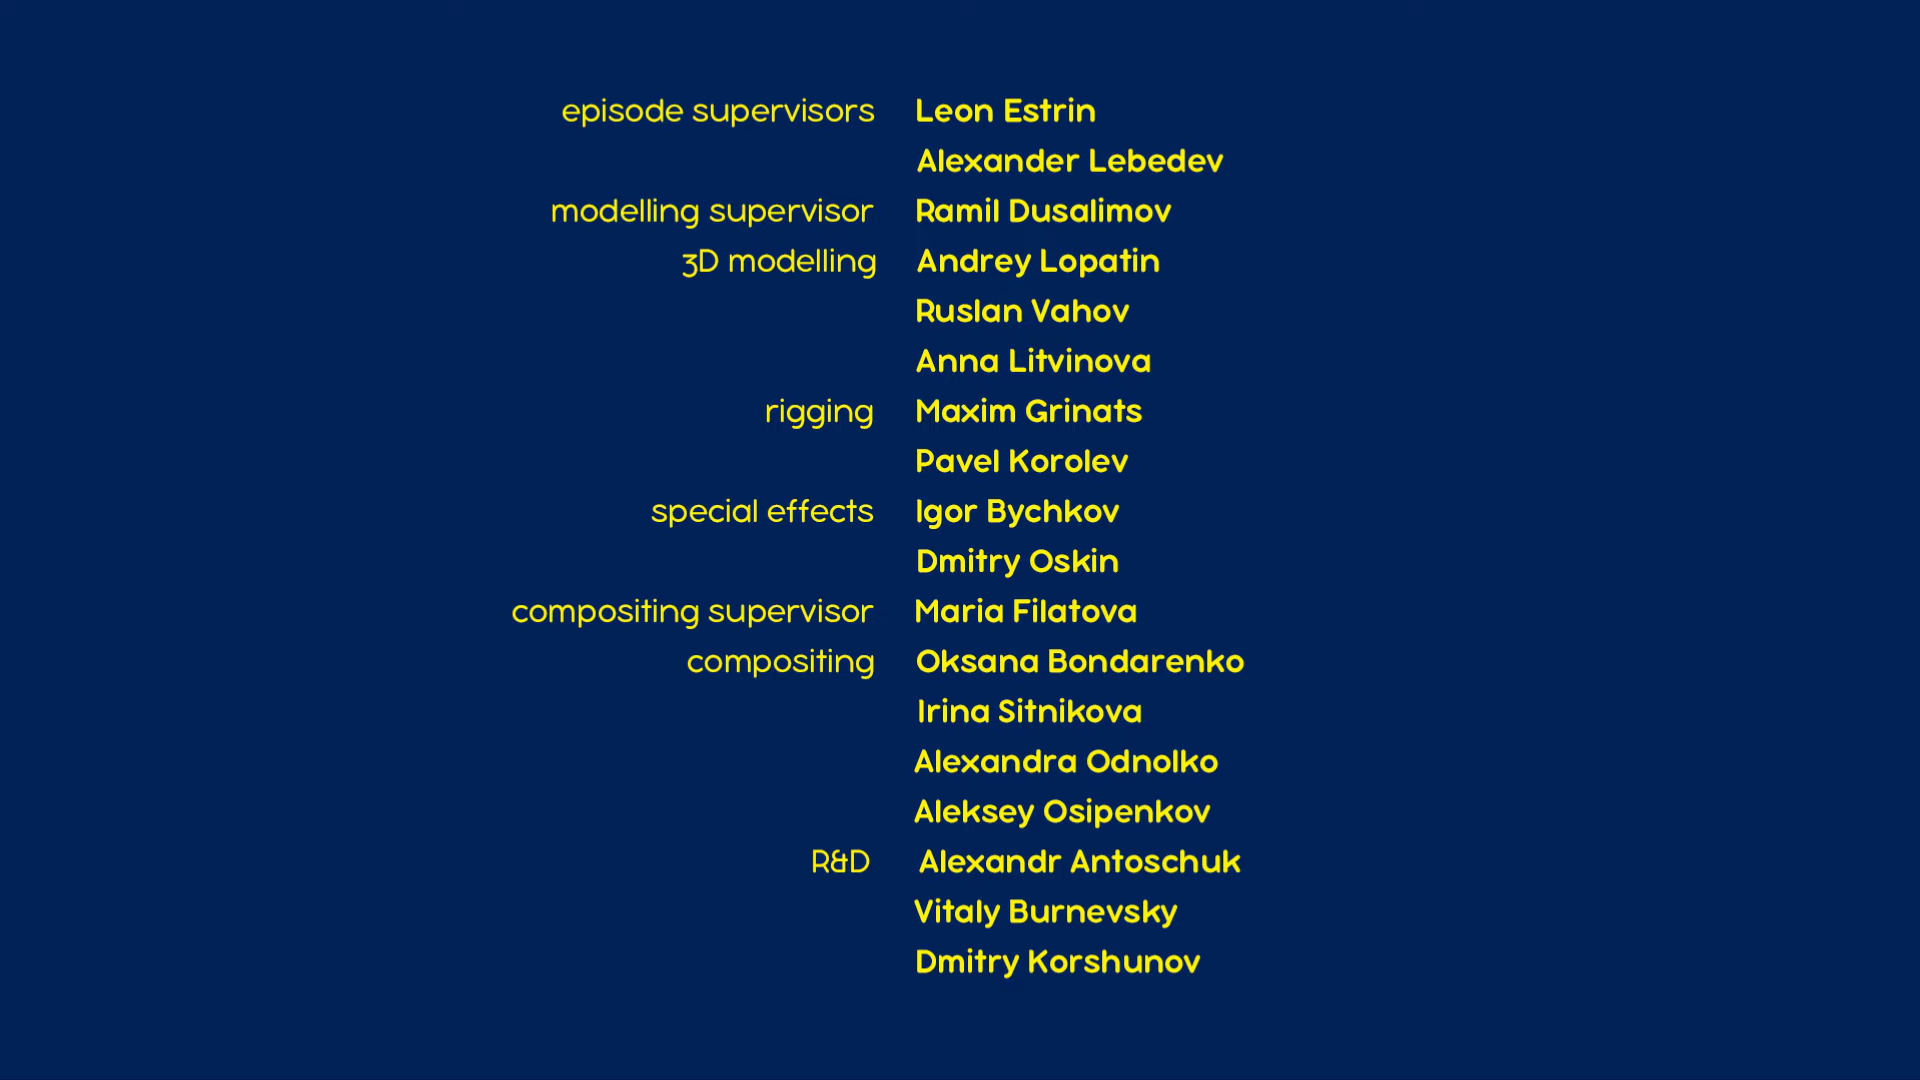 episode supervisors Leon Estrin
Alexander Lebedev
modelling supervisor Ramil Dusalimov
3D modelling Andrey Lopatin
Ruslan Vahov
Anna Litvinova
rigging Maxim Grinats
Pavel Korolev
special effects Igor Bychkov
Dmitry Oskin
compositing supervisor Maria Filatova
compositing Oksana Bondarenko
Irina Sitnikova
Alexandra Odnolko
Aleksey Osipenkov
R&D Alexandr Antoschuk
Vitaly Burnevsky
Dmitry Korshunov